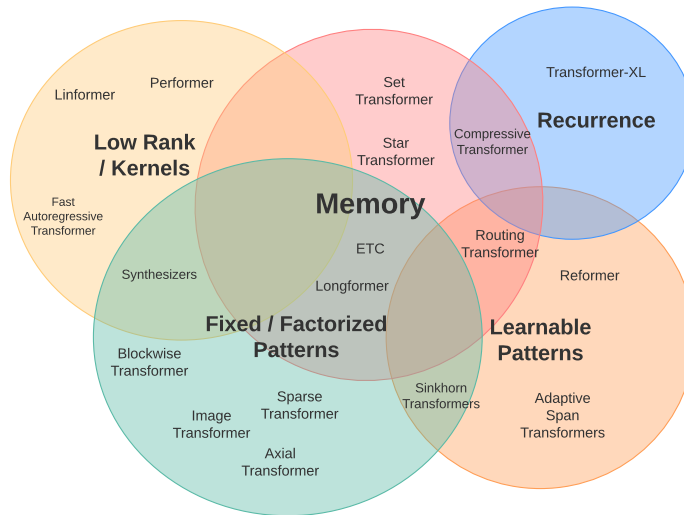 Transformer-XL
Recurrence
Set
Transformer
Performer
Linformer
Low Rank
/ Kernels
Compressive
Transformer
Star
Transformer
Memory
Fast
Autoregressive
Transformer
Routing
Transformer
ETC
Synthesizers
Longformer
Reformer
Fixed / Factorized
Patterns
Learnable
Patterns
Blockwise
Transformer
Sinkhorn
Transformers
Sparse
Transformer
Image
Transformer
Adaptive
Span
Transformers
Axial
Transformer